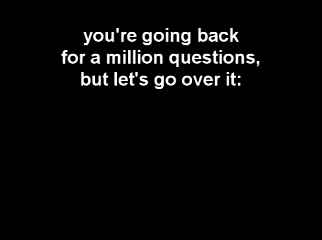 you're going back
for a million questions,
but let's go over it: